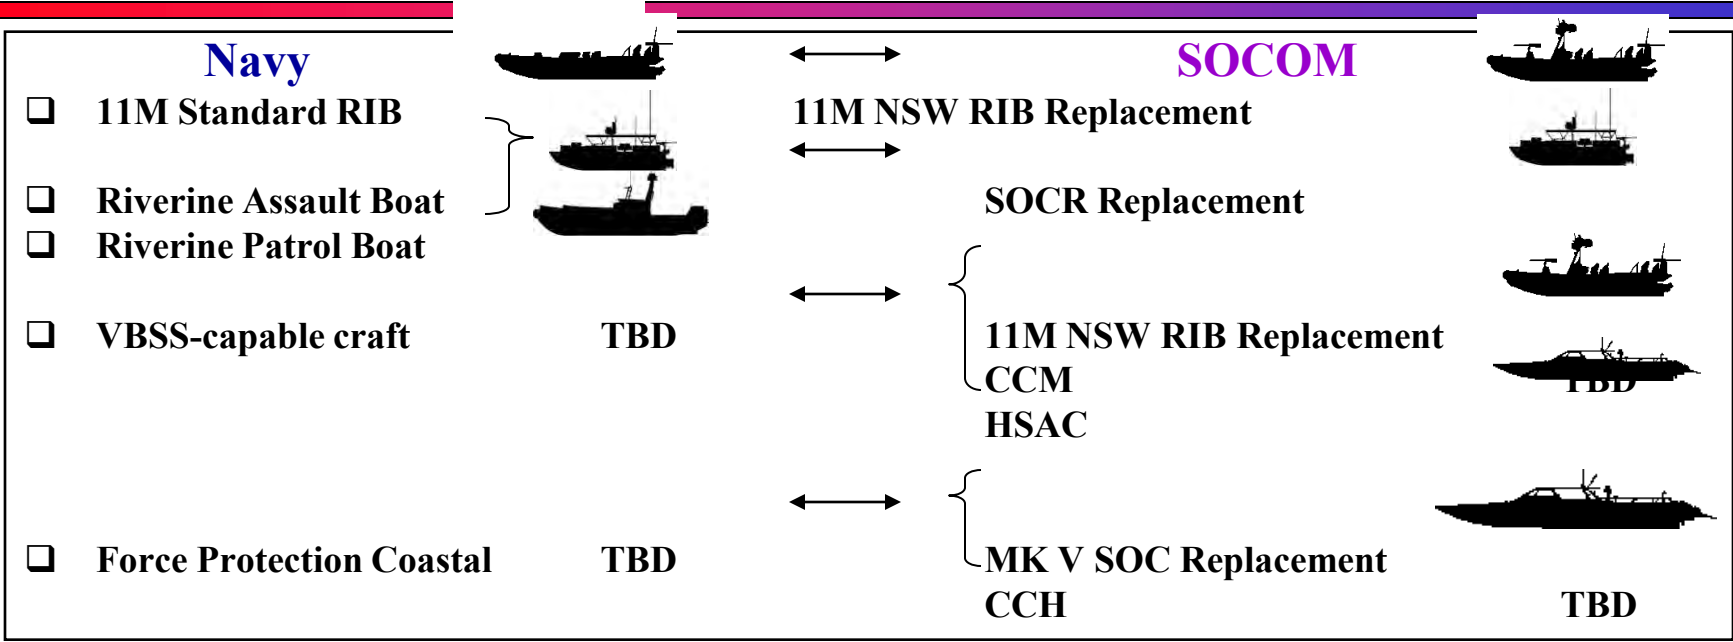 Navy SOCOM
❑ 11M Standard RIB 11M NSW RIB Replacement
❑ Riverine Assault Boat SOCR Replacement
❑ Riverine Patrol Boat
❑ VBSS-capable craft TBD 11M NSW RIB Replacement
CCM TBD
HSAC
❑ Force Protection Coastal TBD MK V SOC Replacement
CCH TBD